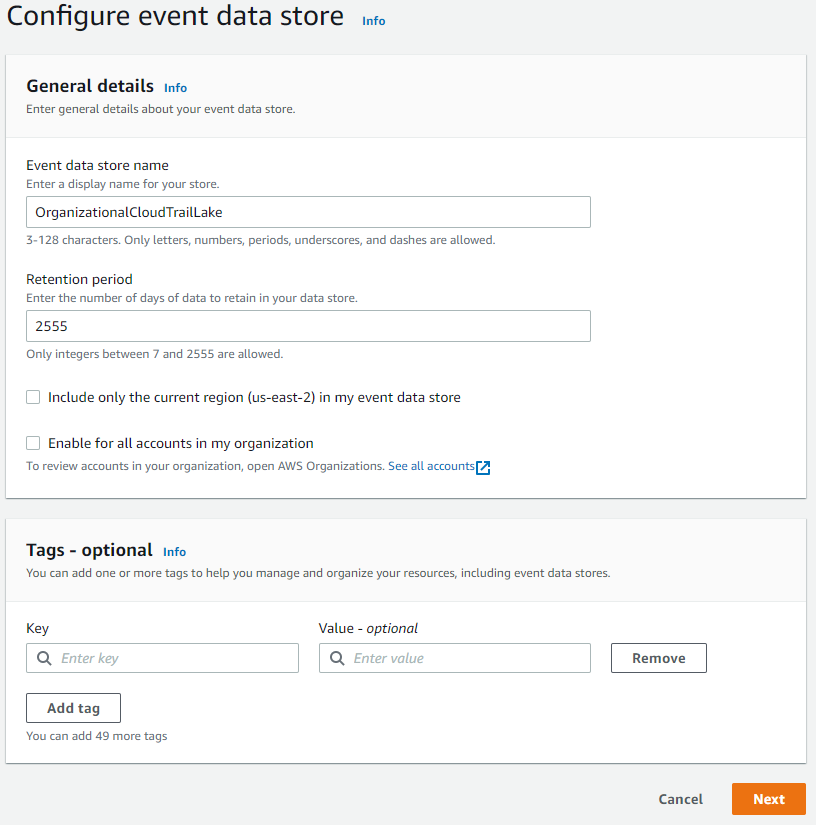 Configure event data store Info
General details Info
Enter general details about your event data store.
Event data store name
Enter a display name for your store.
OrganizationalCloudTrailLake
3-128 characters. Only letters, numbers, periods, underscores, and dashes are allowed.
Retention period
Enter the number of days of data to retain in your data store.
2555
Only integers between 7 and 2555 are allowed.
Include only the current region (us-east-2) in my event data store
Enable for all accounts in my organization
To review accounts in your organization, open AWS Organizations. See all accounts
Tags - optional Info
You can add one or more tags to help you manage and organize your resources, including event data stores.
Key Value - optional
Enter key Enter value Remove
Add tag
You can add 49 more tags
Cancel Next